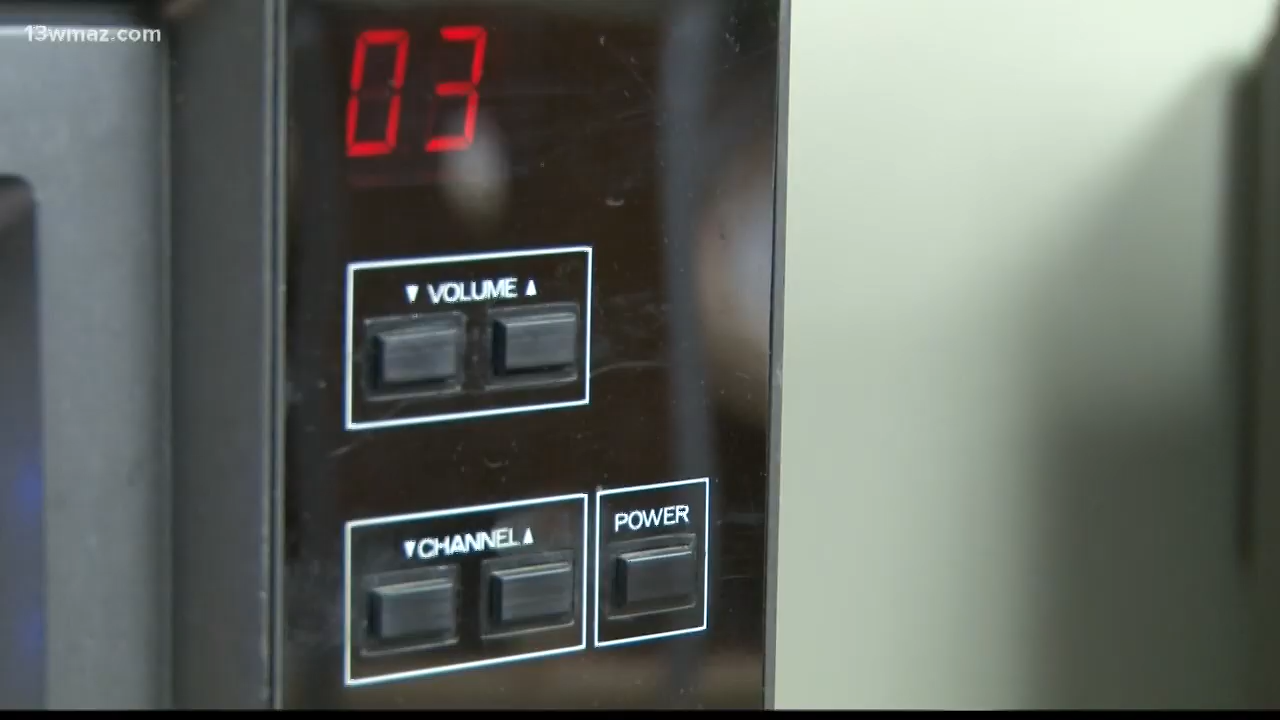 13wmaz.com
03
▼ VOLUME ▲
▼CHANNEL▲
POWER